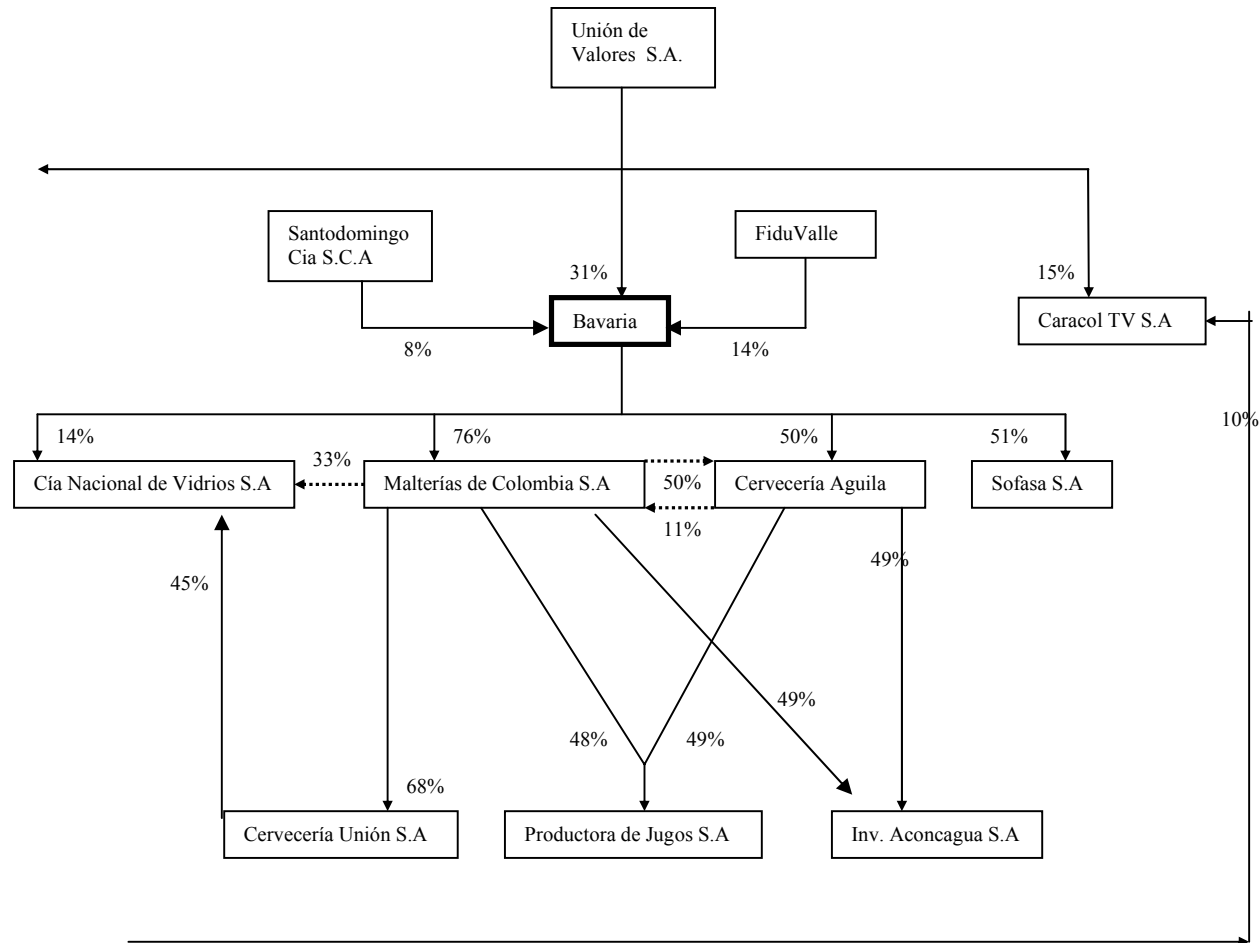 Unión de
Valores S.A.
Santodomingo
Cia S.C.A
FiduValle
31%
15%
Bavaria
Caracol TV S.A
8%
14%
10%
14%
76%
50%
51%
33%
Cía Nacional de Vidrios S.A
Malterías de Colombia S.A
50%
Cervecería Aguila
Sofasa S.A
11%
49%
45%
49%
48%
49%
68%
Cervecería Unión S.A
Productora de Jugos S.A
Inv. Aconcagua S.A